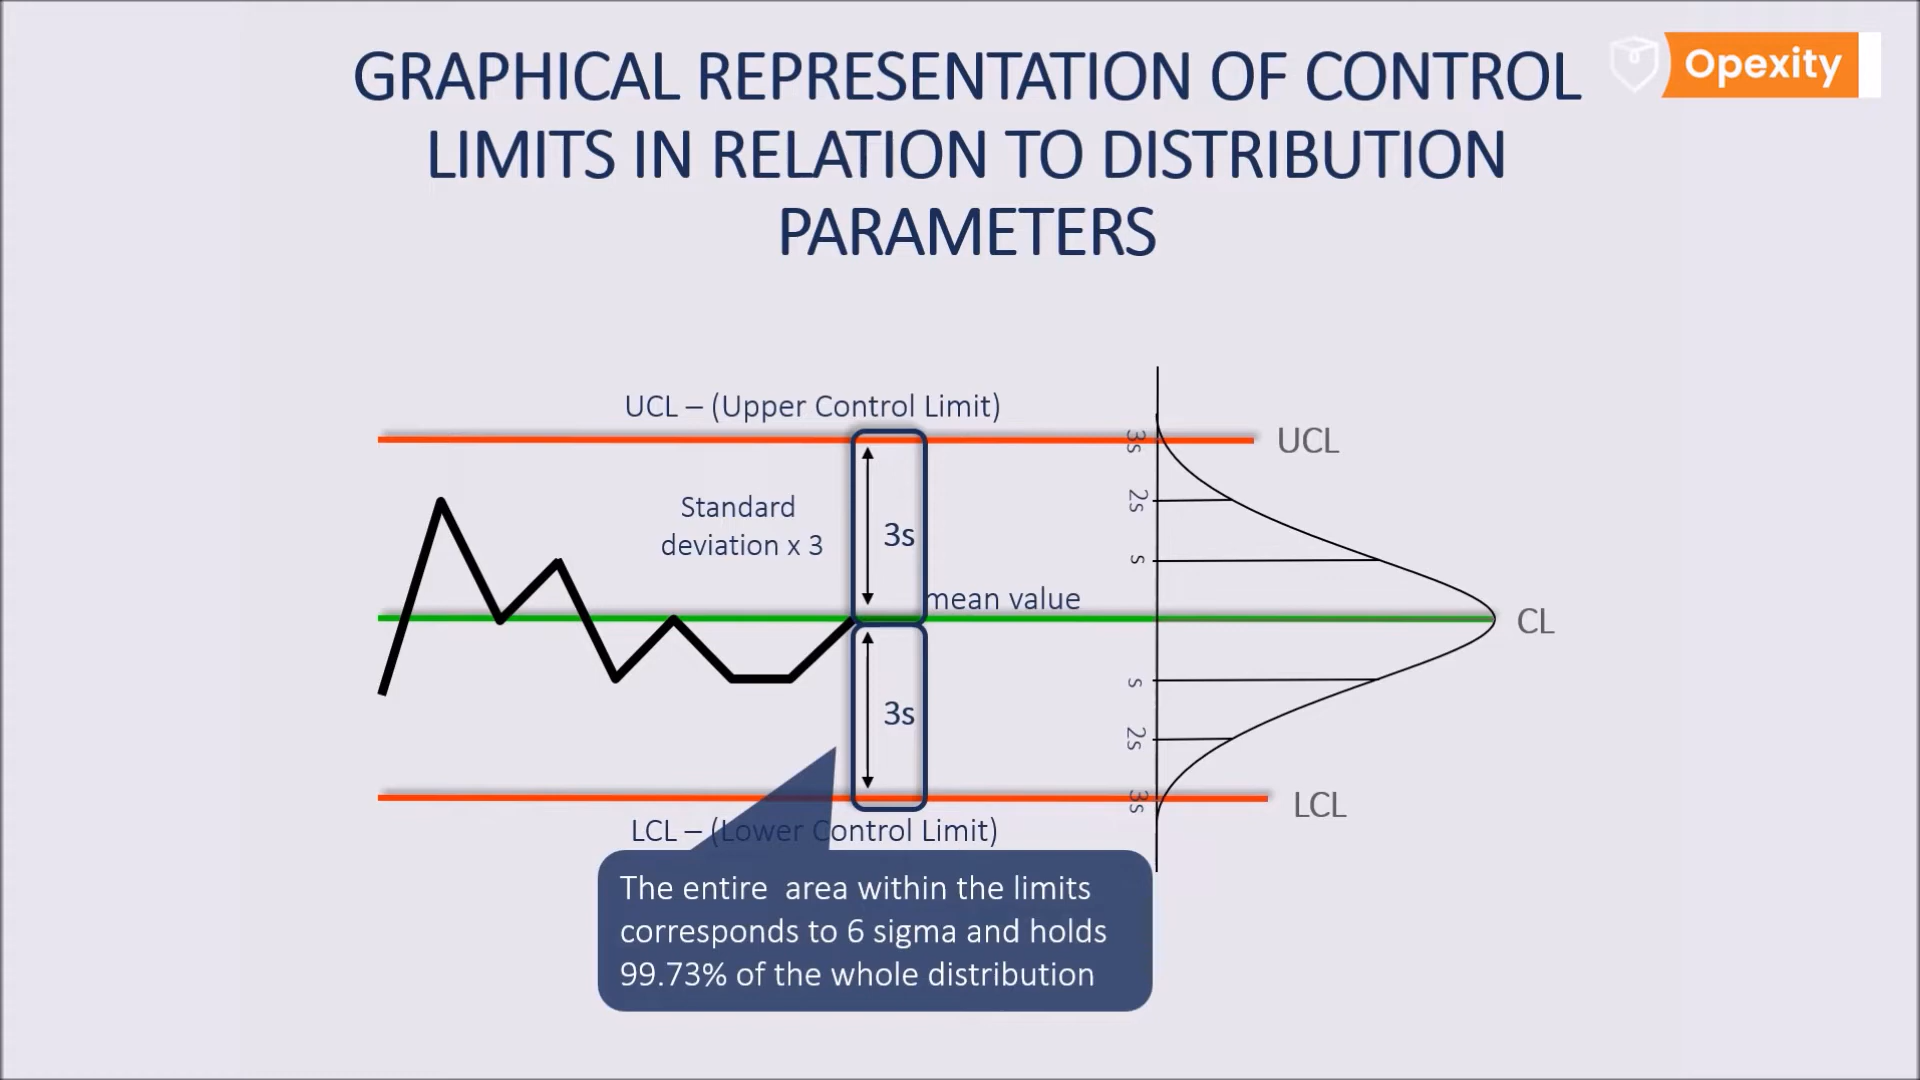 GRAPHICAL REPRESENTATION OF CONTROL
LIMITS IN RELATION TO DISTRIBUTION
PARAMETERS
Opexity
UCL – (Upper Control Limit)
3s
UCL
Standard
deviation x 3
2s
3s
s
mean value
CL
s
3s
2s
3s
LCL
LCL – (Lower Control Limit)
The entire  area within the limits
corresponds to 6 sigma and holds
99.73% of the whole distribution